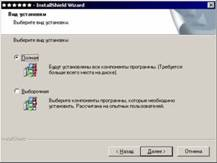 InstallShield Wizard
Вид установки
Выберите вид установки
Выберите вид установки
Полная
Будут установлены все компоненты программы. (Требуется
больше всего места на диске).
Выборочная
Выберите компоненты программы, которые необходимо
установить. Рассчитана на опытных пользователей.
InstallShield
< Назад
Далее >
Отмена